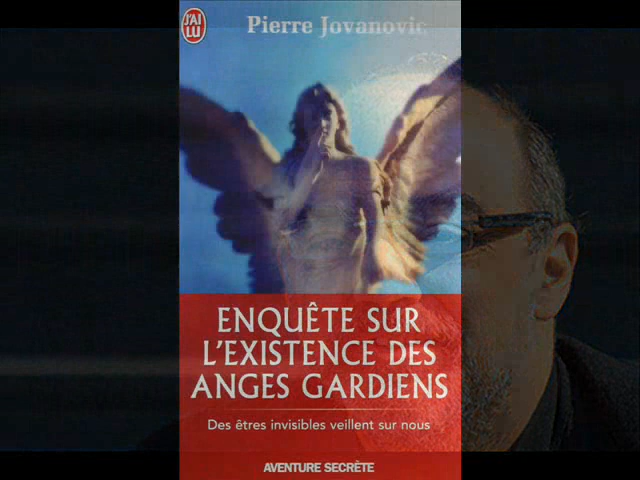 J'AI
LU
Pierre Jovanovic
ENQUÊTE SUR
L'EXISTENCE DES
ANGES GARDIENS
Des êtres invisibles veillent sur nous
AVENTURE SECRÈTE